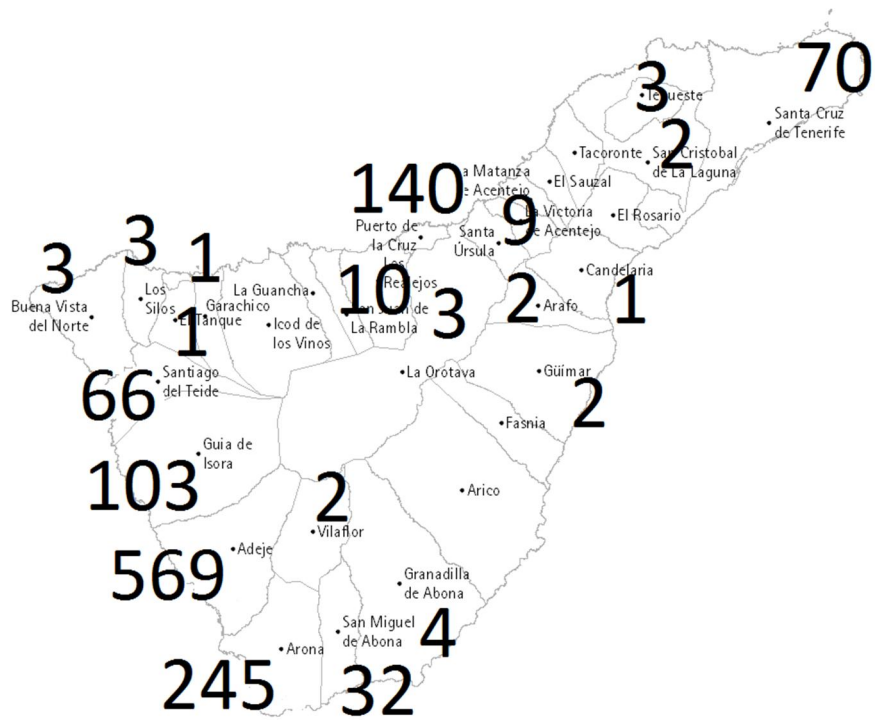 70
3
Tegueste
Santa Cruz
de Tenerife
2
Tacoronte
San Cristobal
de La Laguna
140
a Matanza
e Acentejo
El Sauzal
9
La Victoria
de Acentejo
El Rosario
Puerto de
la Cruz
Santa
Úrsula
3
1
3
Los
Realejos
10
Candelaria
La Guancha
2
Arafo
1
Buena Vista
del Norte
Los
Silos
Garachico
El Tanque
San Juan de
La Rambla
3
1
Icod de
los Vinos
66
Santiago
del Teide
La Orotava
Güímar
2
Fasnia
103
Guia de
Isora
Arico
2
Vilaflor
569
Adeje
Granadilla
de Abona
4
San Miguel
de Abona
Arona
245
32